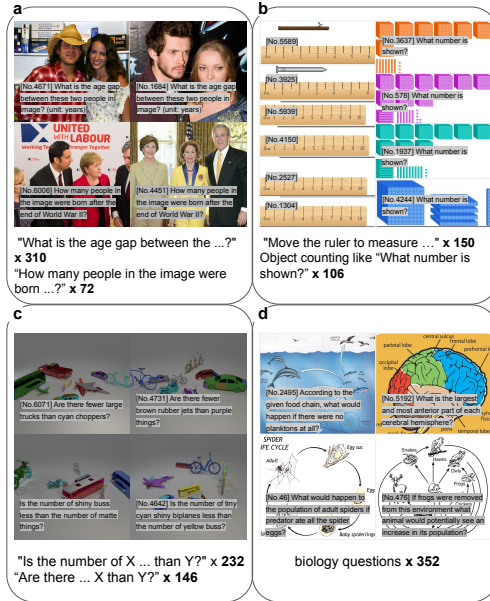 a
[No.4671] What is the age gap
between these two people in
image? (unit: years)
[No.1684] What is the age gap
between these two people in
image? (unit: years)
UNITED
WITH LABOUR
Working To
tronger Together
[No.6006] How many people in
the image were born after the
end of World War II?
[No.4451] How many people in
the image were born after the
end of World War II?
"What is the age gap between the ...?"
x 310
“How many people in the image were
born ...?” x 72
b
[No.5589]
[No.3925]
[No.5939]
[No.4150]
[No.2527]
[No.1304]
[No.3637] What number is
shown?
[No.578] What number is
shown?
[No.1937] What number is
shown?
[No.4244] What number is
shown?
"Move the ruler to measure …" x 150
Object counting like “What number is
shown?” x 106
c
[No.6071] Are there fewer large
trucks than cyan choppers?
[No.4731] Are there fewer
brown rubber jets than purple
things?
Is the number of shiny buss
less than the number of matte
things?
[No.4642] Is the number of tiny
cyan shiny biplanes less than
the number of yellow buss?
"Is the number of X ... than Y?" x 232
“Are there ... X than Y?” x 146
d
[No.2495] According to the
given food chain, what would
happen if there were no
planktons at all?
central sulcus
frontal lobe
parietal lobe
prefrontal
occipital
lobe
[No.5192] What is the largest
and most anterior part of each
cerebral hemisphere?
temporal lobe
SPIDER
IFE CYCLE
Egg sac
Adult
Egg
[No.46] What would happen to
the population of adult spiders if
predator ate all the spider
eggs?
Baby spiderlings
Snakes
Hawks
Owls
Frogs
[No.476] If frogs were removed
from this environment what
animal would potentially see an
increase in its population?
biology questions x 352